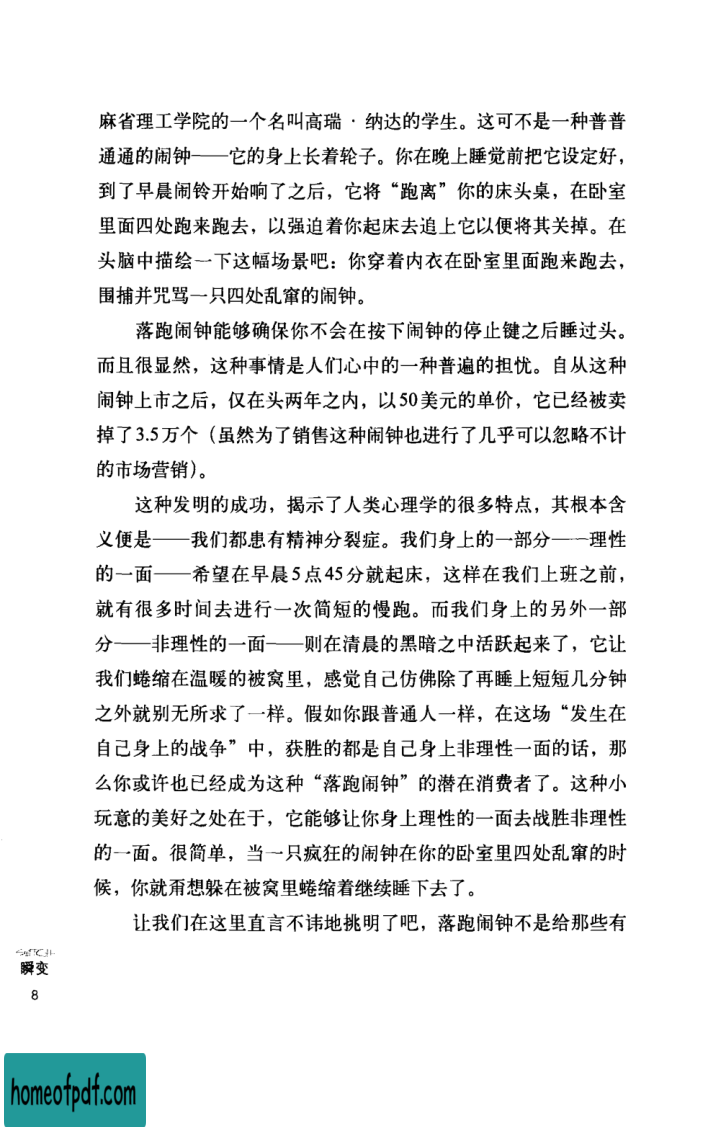 麻省理工学院的一个名叫高瑞·纳达的学生。这可不是一种普普
通通的闹钟——它的身上长着轮子。你在晚上睡觉前把它设定好，
到了早晨闹铃开始响了之后，它将“跑离”你的床头桌，在卧室
里面四处跑来跑去，以强迫着你起床去追上它以便将其关掉。在
头脑中描绘一下这幅场景吧：你穿着内衣在卧室里面跑来跑去，
围捕并咒骂一只四处乱窜的闹钟。
落跑闹钟能够确保你不会在按下闹钟的停止键之后睡过头。
而且很显然，这种事情是人们心中的一种普遍的担忧。自从这种
闹钟上市之后，仅在头两年之内，以50美元的单价，它已经被卖
掉了3.5万个（虽然为了销售这种闹钟也进行了几乎可以忽略不计
的市场营销）。
这种发明的成功，揭示了人类心理学的很多特点，其根本含
义便是——我们都患有精神分裂症。我们身上的一部分——理性
的一面——希望在早晨5点45分就起床，这样在我们上班之前，
就有很多时间去进行一次简短的慢跑。而我们身上的另外一部
分——非理性的一面——则在清晨的黑暗之中活跃起来了，它让
我们蜷缩在温暖的被窝里，感觉自己仿佛除了再睡上短短几分钟
之外就别无所求了一样。假如你跟普通人一样，在这场“发生在
自己身上的战争”中，获胜的都是自己身上非理性一面的话，那
么你或许也已经成为这种“落跑闹钟”的潜在消费者了。这种小
玩意的美好之处在于，它能够让你身上理性的一面去战胜非理性
的一面。很简单，当一只疯狂的闹钟在你的卧室里四处乱窜的时
候，你就甭想躲在被窝里蜷缩着继续睡下去了。
让我们在这里直言不讳地挑明了吧，落跑闹钟不是给那些有
瞬变
8
homeofpdf.com